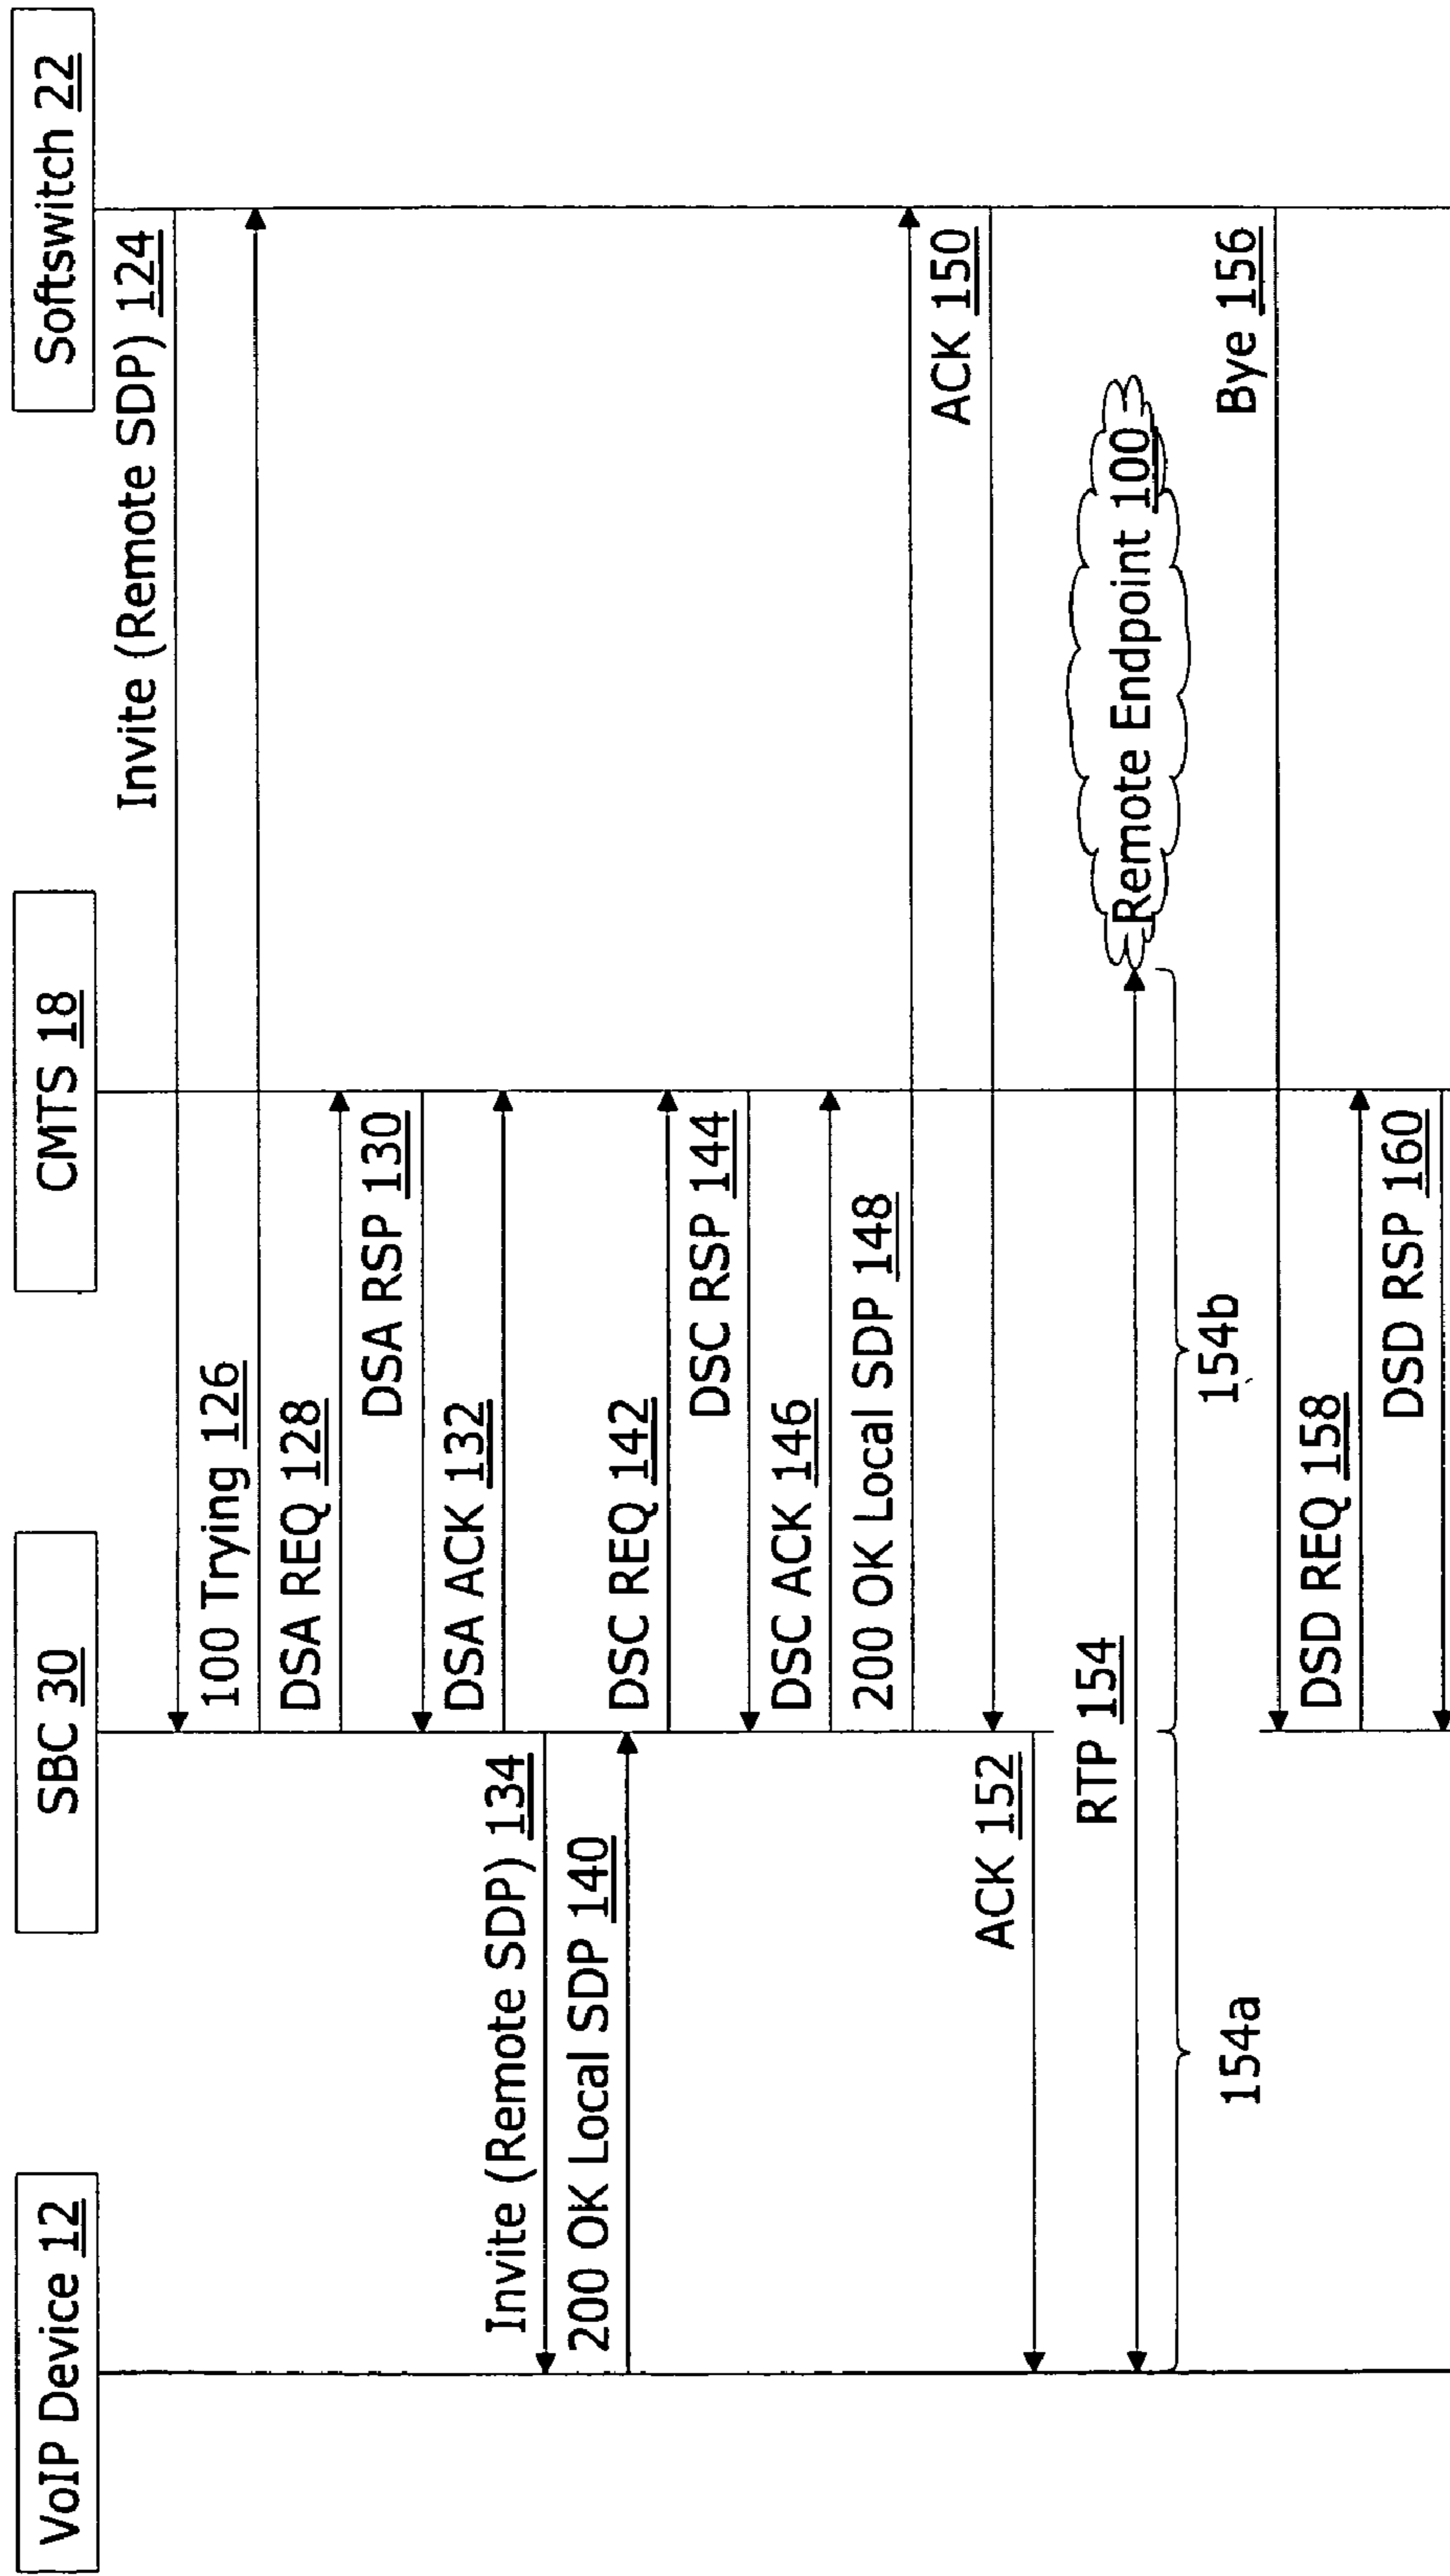 VoIP Device 12
SBC 30
CMTS 18
Softswitch 22
Invite (Remote SDP) 124
100 Trying 126
DSA REQ 128
DSA RSP 130
DSA ACK 132
Invite (Remote SDP) 134
200 OK Local SDP 140
DSC REQ 142
DSC RSP 144
DSC ACK 146
200 OK Local SDP 148
ACK 150
ACK 152
RTP 154
Remote Endpoint 100
154a
154b
Bye 156
DSD REQ 158
DSD RSP 160